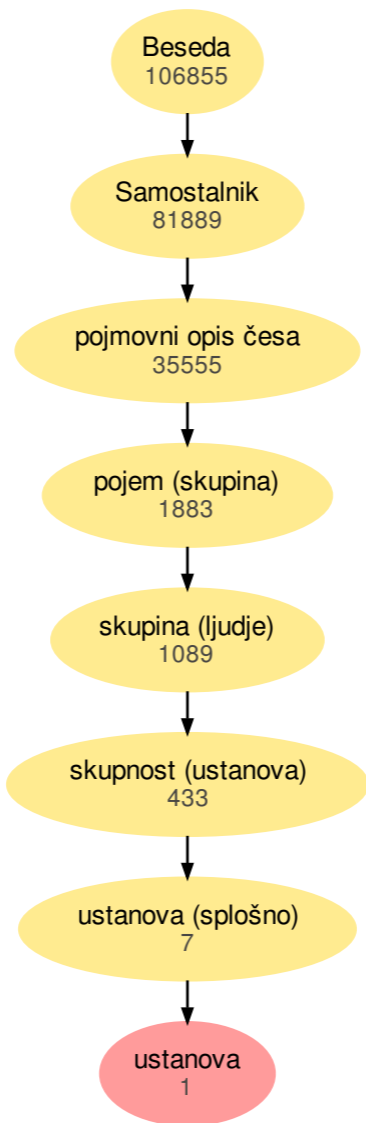 Beseda
106855
Samostalnik
81889
pojmovni opis česa
35555
pojem (skupina)
1883
skupina (ljudje)
1089
skupnost (ustanova)
433
ustanova (splošno)
7
ustanova
1